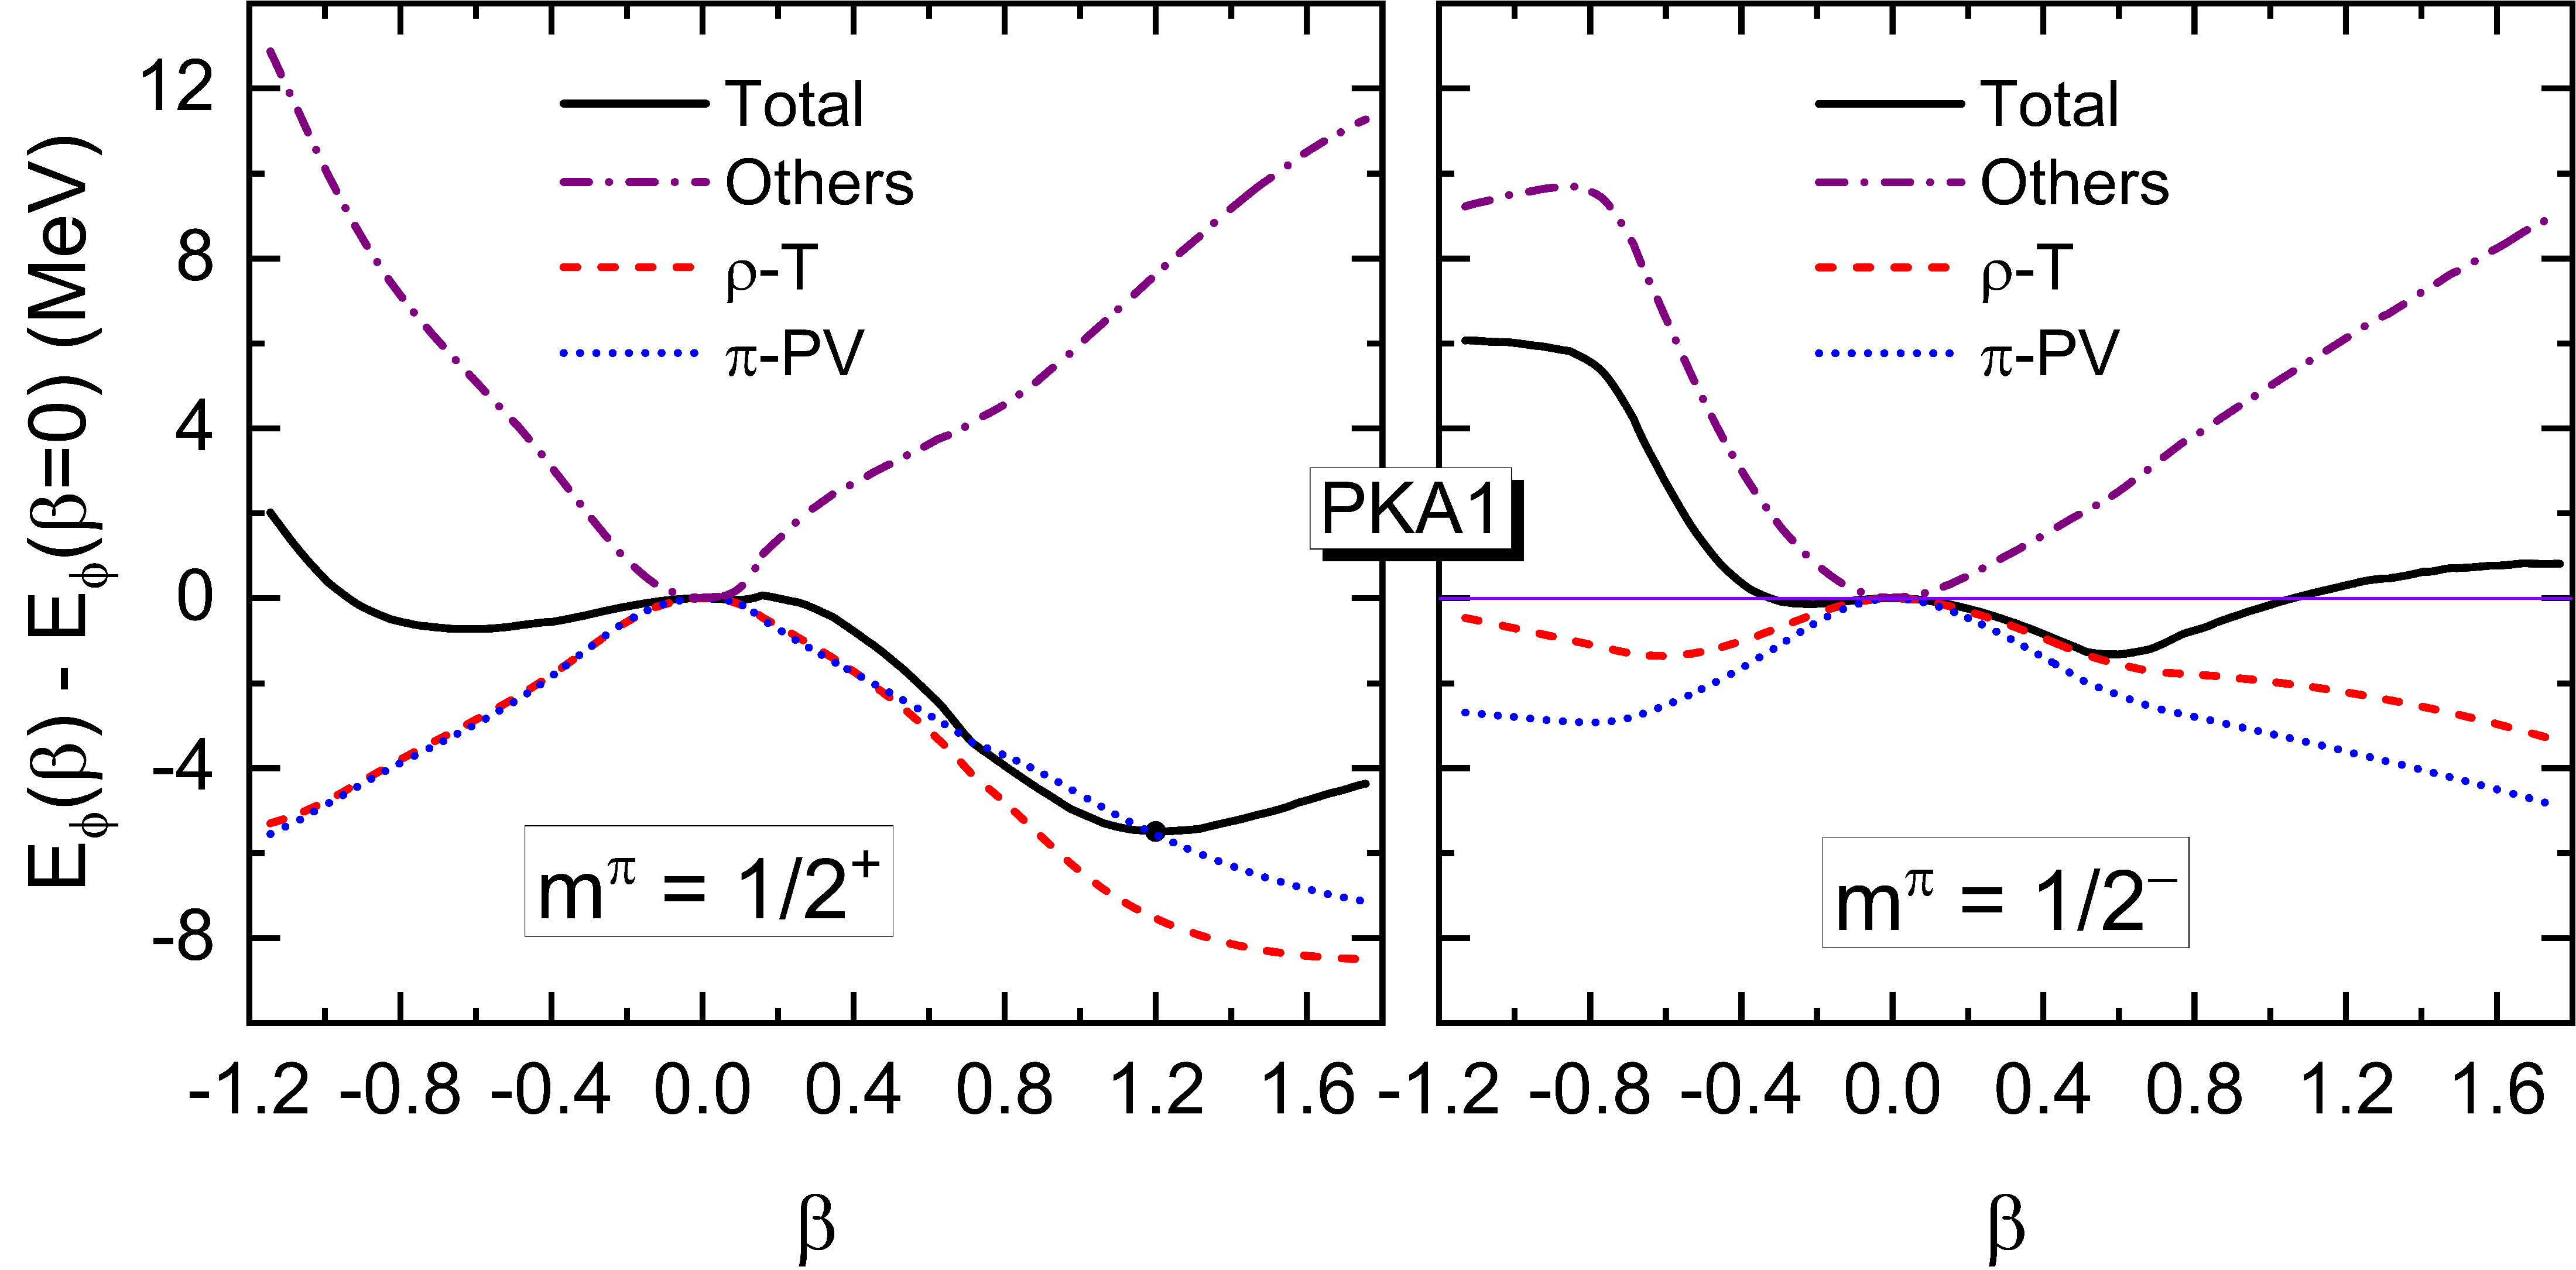 E_ϕ(β) - E_ϕ(β=0) (MeV)
12
8
4
0
-4
-8
Total
Others
ρ-T
π-PV
m^π = 1/2^+
-1.2 -0.8 -0.4 0.0 0.4 0.8 1.2 1.6
β
PKA1
Total
Others
ρ-T
π-PV
m^π = 1/2^−
-1.2 -0.8 -0.4 0.0 0.4 0.8 1.2 1.6
β